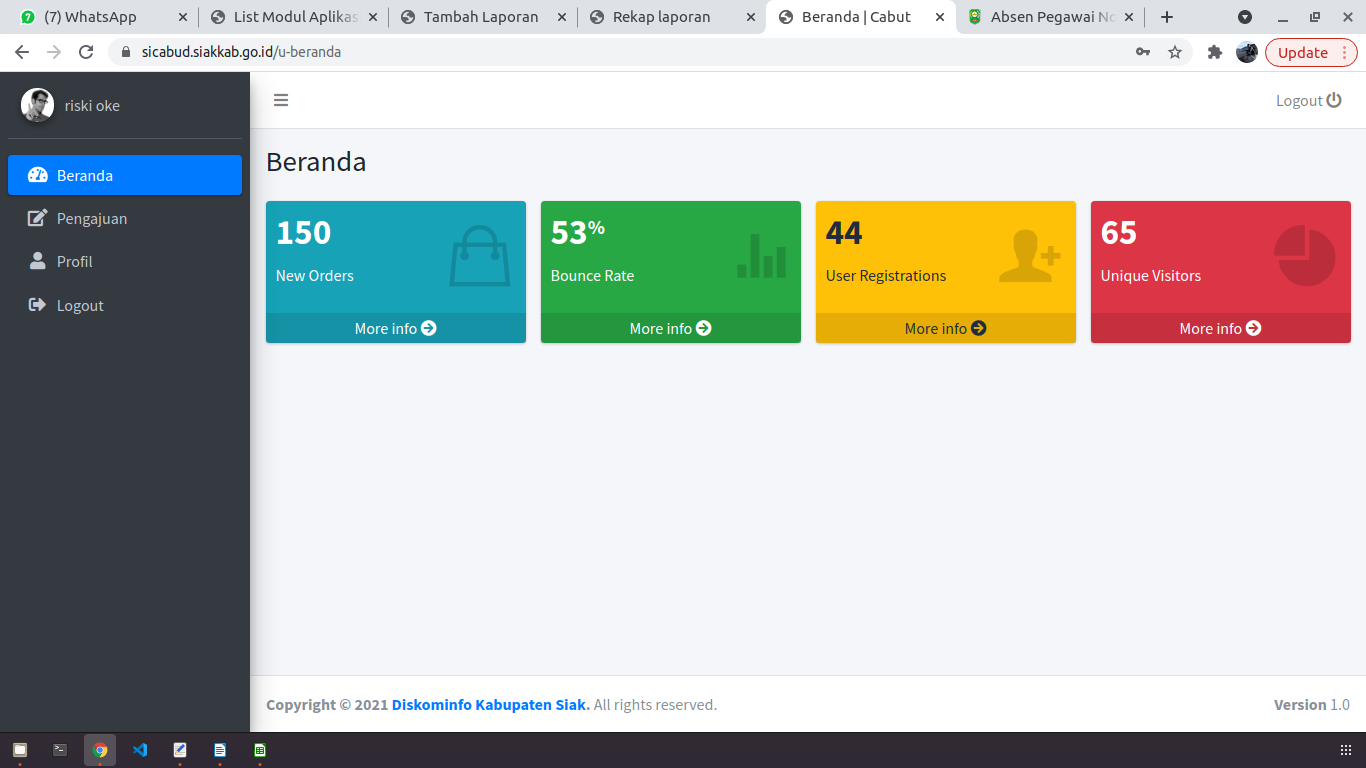 (7) WhatsApp
List Modul Aplikas
Tambah Laporan
Rekap laporan
Beranda | Cabut
Absen Pegawai No
sicabud.siakkab.go.id/u-beranda
Update
riski oke
Logout
Beranda
Pengajuan
Profil
Logout
Beranda
150
New Orders
More info
53%
Bounce Rate
More info
44
User Registrations
More info
65
Unique Visitors
More info
Copyright © 2021 Diskominfo Kabupaten Siak. All rights reserved.
Version 1.0